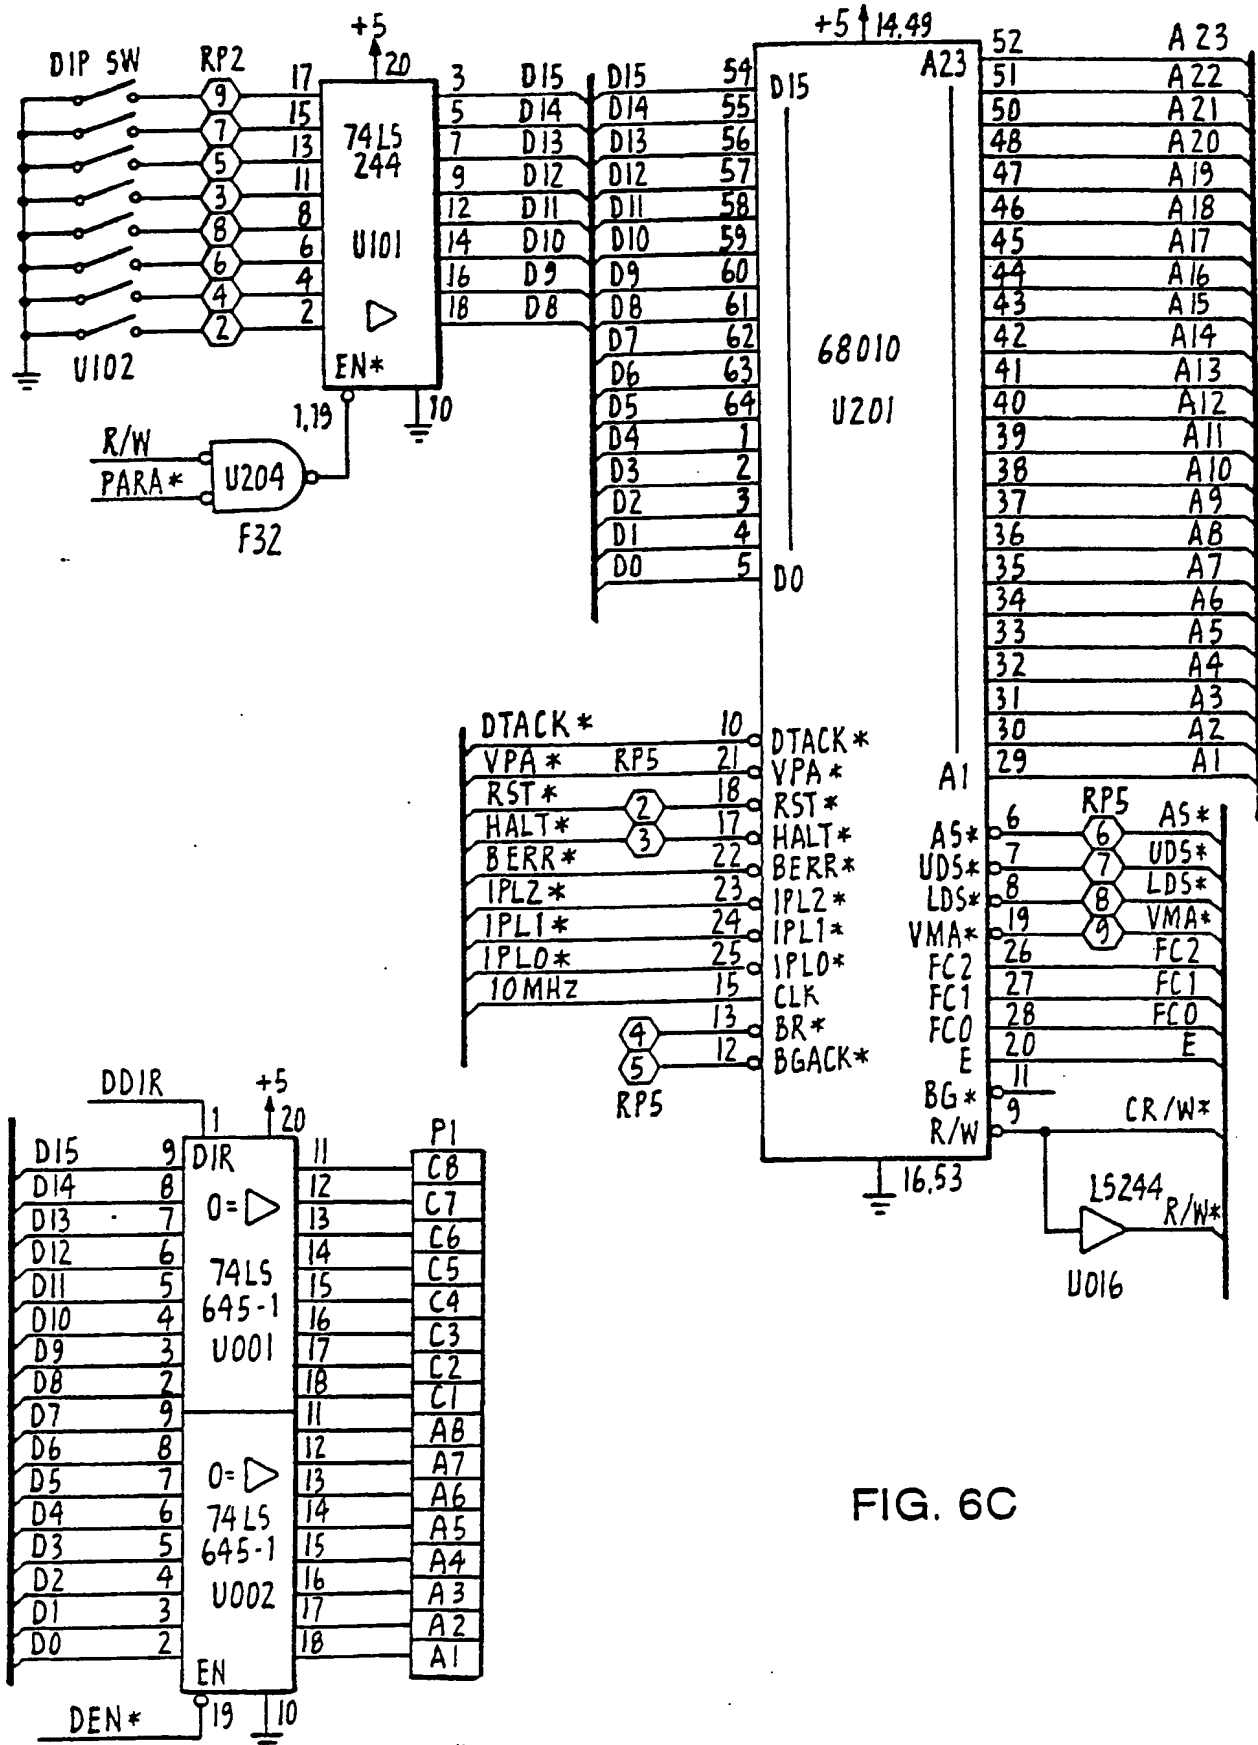 +5
20
DIP SW
RP2
17 9 3 D15
15 7 5 D14
13 5 7 D13
11 3 9 D12
8 8 12 D11
6 6 14 D10
4 4 16 D9
2 2 18 D8
74LS
244
U101
EN*
U102
1,19
10
R/W
PARA*
U204
F32
+5 14,49
D15 54 D15
D14 55
D13 56
D12 57
D11 58
D10 59
D9 60
D8 61
D7 62
D6 63
D5 64
D4 1
D3 2
D2 3
D1 4
D0 5 D0
68010
U201
A23 52 A23
51 A22
50 A21
48 A20
47 A19
46 A18
45 A17
44 A16
43 A15
42 A14
41 A13
40 A12
39 A11
38 A10
37 A9
36 A8
35 A7
34 A6
33 A5
32 A4
31 A3
30 A2
A1 29 A1
DTACK* 10 DTACK*
VPA* RP5 21 VPA*
RST* 2 18 RST*
HALT* 3 17 HALT*
BERR* 22 BERR*
IPL2* 23 IPL2*
IPL1* 24 IPL1*
IPL0* 25 IPL0*
10MHZ 15 CLK
4 13 BR*
5 12 BGACK*
RP5
RP5
AS* 6 6 AS*
UDS* 7 7 UDS*
LDS* 8 8 LDS*
VMA* 19 9 VMA*
FC2 26 FC2
FC1 27 FC1
FC0 28 FC0
E 20 E
BG* 11
R/W 9 CR/W*
16,53
LS244
R/W*
U016
DDIR
+5
1
20
P1
D15 9 DIR 11 C8
D14 8 12 C7
D13 7 13 C6
D12 6 14 C5
D11 5 15 C4
D10 4 16 C3
D9 3 17 C2
D8 2 18 C1
0=
74LS
645-1
U001
D7 9 11 A8
D6 8 12 A7
D5 7 13 A6
D4 6 14 A5
D3 5 15 A4
D2 4 16 A3
D1 3 17 A2
D0 2 18 A1
0=
74LS
645-1
U002
EN
DEN*
19
10
FIG. 6C